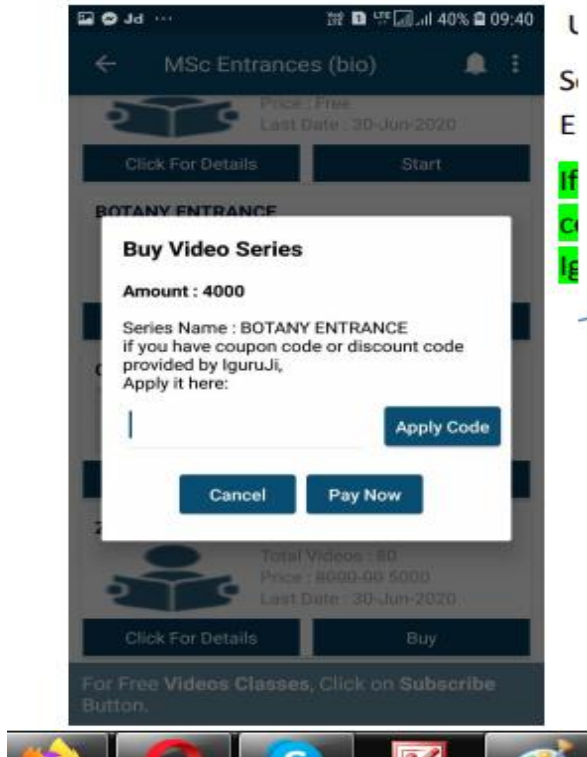 Jd ... LTE 40% 09:40
MSc Entrances (bio)
Price : Free
Last Date : 30-Jun-2020
Click For Details Start
BOTANY ENTRANCE
Buy Video Series
Amount : 4000
Series Name : BOTANY ENTRANCE
if you have coupon code or discount code
provided by IguruJi,
Apply it here:
Apply Code
Cancel Pay Now
Total Videos : 80
Price : 8000-00 5000
Last Date : 30-Jun-2020
Click For Details Buy
For Free Videos Classes, Click on Subscribe
Button.
E
If